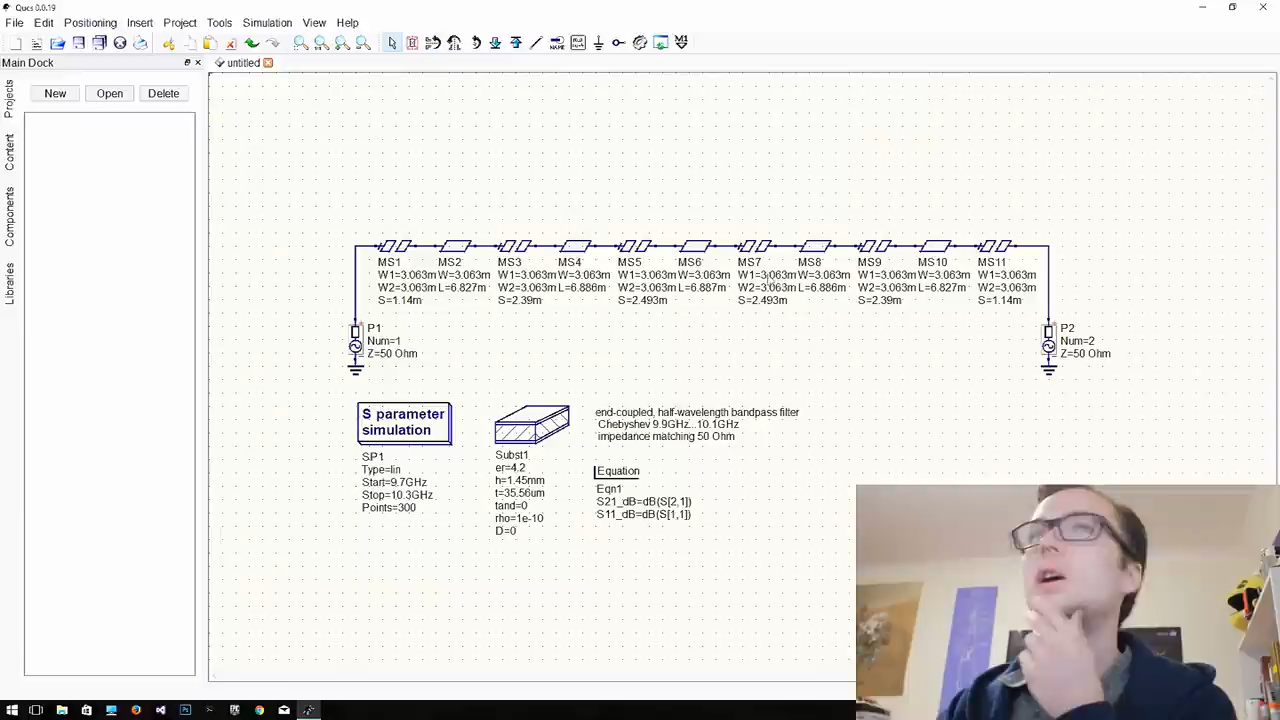 Qucs 0.0.19
File Edit Positioning Insert Project Tools Simulation View Help
Main Dock
untitled
New Open Delete
Projects
Content
Components
Libraries
MS1
W1=3.063m
W2=3.063m
S=1.14m
MS2
W=3.063m
L=6.827m
MS3
W1=3.063m
W2=3.063m
S=2.39m
MS4
W=3.063m
L=6.886m
MS5
W1=3.063m
W2=3.063m
S=2.493m
MS6
W=3.063m
L=6.887m
MS7
W1=3.063m
W2=3.063m
S=2.493m
MS8
W=3.063m
L=6.886m
MS9
W1=3.063m
W2=3.063m
S=2.39m
MS10
W=3.063m
L=6.827m
MS11
W1=3.063m
W2=3.063m
S=1.14m
P1
Num=1
Z=50 Ohm
P2
Num=2
Z=50 Ohm
S parameter
simulation
SP1
Type=lin
Start=9.7GHz
Stop=10.3GHz
Points=300
Subst1
er=4.2
h=1.45mm
t=35.56um
tand=0
rho=1e-10
D=0
end-coupled, half-wavelength bandpass filter
Chebyshev 9.9GHz...10.1GHz
impedance matching 50 Ohm
Equation
Eqn1
S21_dB=dB(S[2,1])
S11_dB=dB(S[1,1])